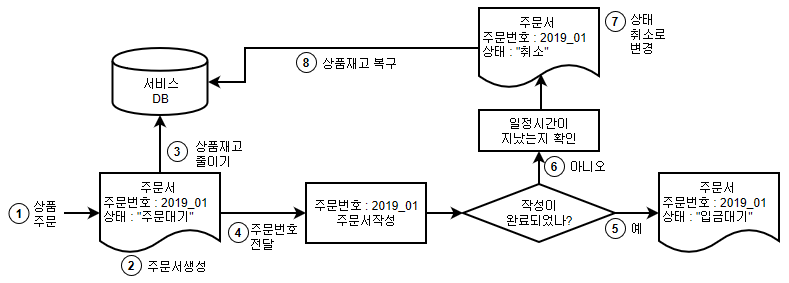 ① 상품
주문
주문서
주문번호 : 2019_01
상태 : "주문대기"
② 주문서생성
③ 상품재고
줄이기
서비스
DB
④ 주문번호
전달
주문번호 : 2019_01
주문서작성
작성이
완료되었나?
⑤ 예
주문서
주문번호 : 2019_01
상태 : "입금대기"
⑥ 아니오
일정시간이
지났는지 확인
주문서
주문번호 : 2019_01
상태 : "취소"
⑦ 상태
취소로
변경
⑧ 상품재고 복구